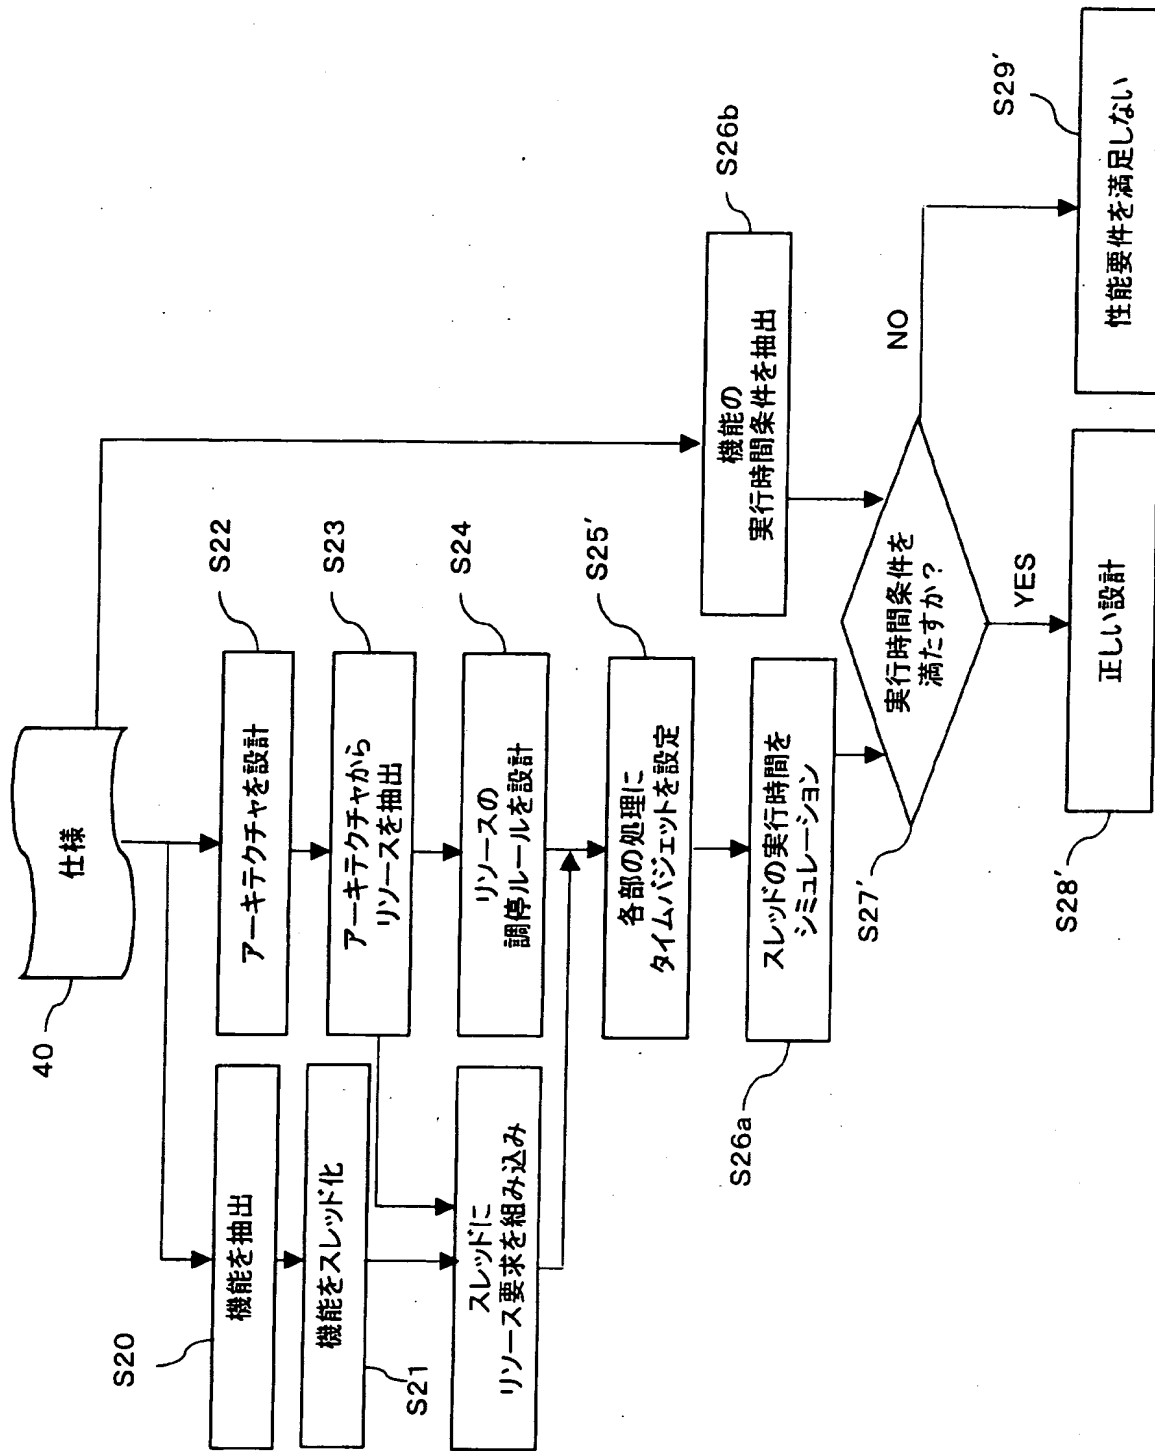 仕様
40
機能を抽出
S20
機能をスレッド化
S21
アーキテクチャを設計
S22
アーキテクチャから
リソースを抽出
S23
リソースの
調停ルールを設計
S24
スレッドに
リソース要求を組み込み
各部の処理に
タイムバジェットを設定
S25′
スレッドの実行時間を
シミュレーション
S26a
機能の
実行時間条件を抽出
S26b
実行時間条件を
満たすか?
S27′
YES
NO
正しい設計
S28′
性能要件を満足しない
S29′